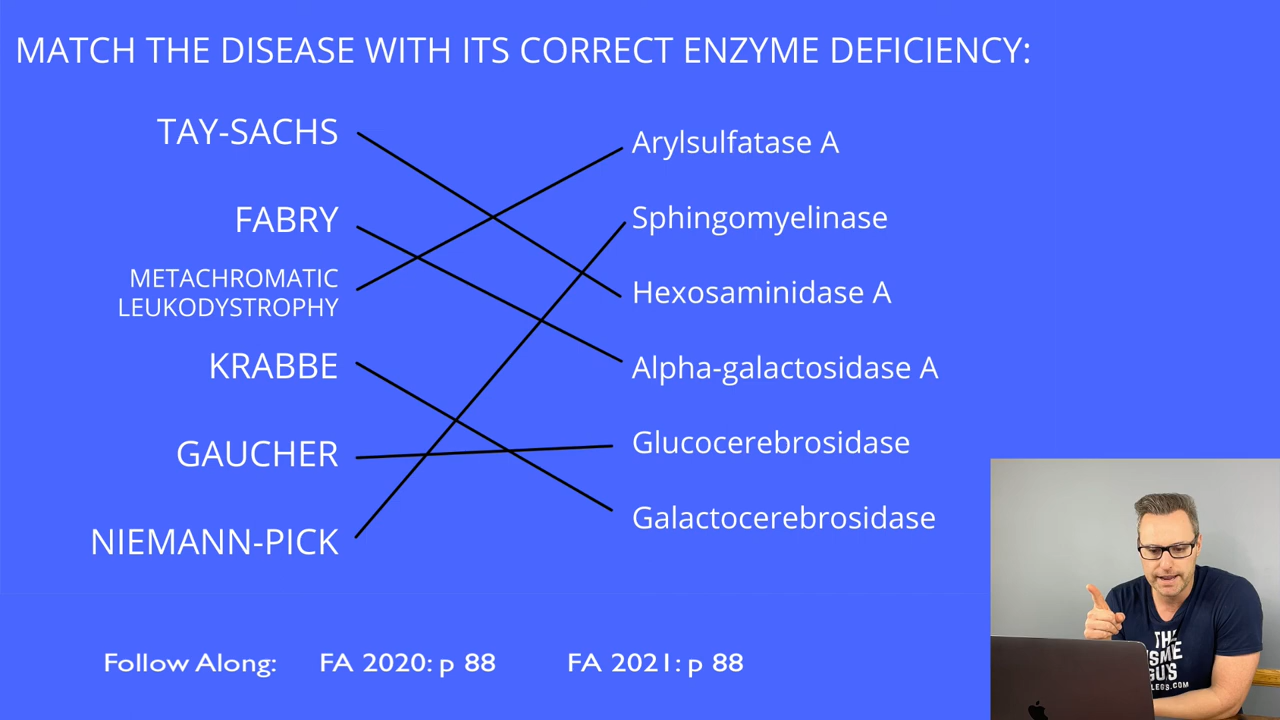 MATCH THE DISEASE WITH ITS CORRECT ENZYME DEFICIENCY:
TAY-SACHS
FABRY
METACHROMATIC
LEUKODYSTROPHY
KRABBE
GAUCHER
NIEMANN-PICK
Arylsulfatase A
Sphingomyelinase
Hexosaminidase A
Alpha-galactosidase A
Glucocerebrosidase
Galactocerebrosidase
Follow Along: FA 2020: p 88 FA 2021: p 88